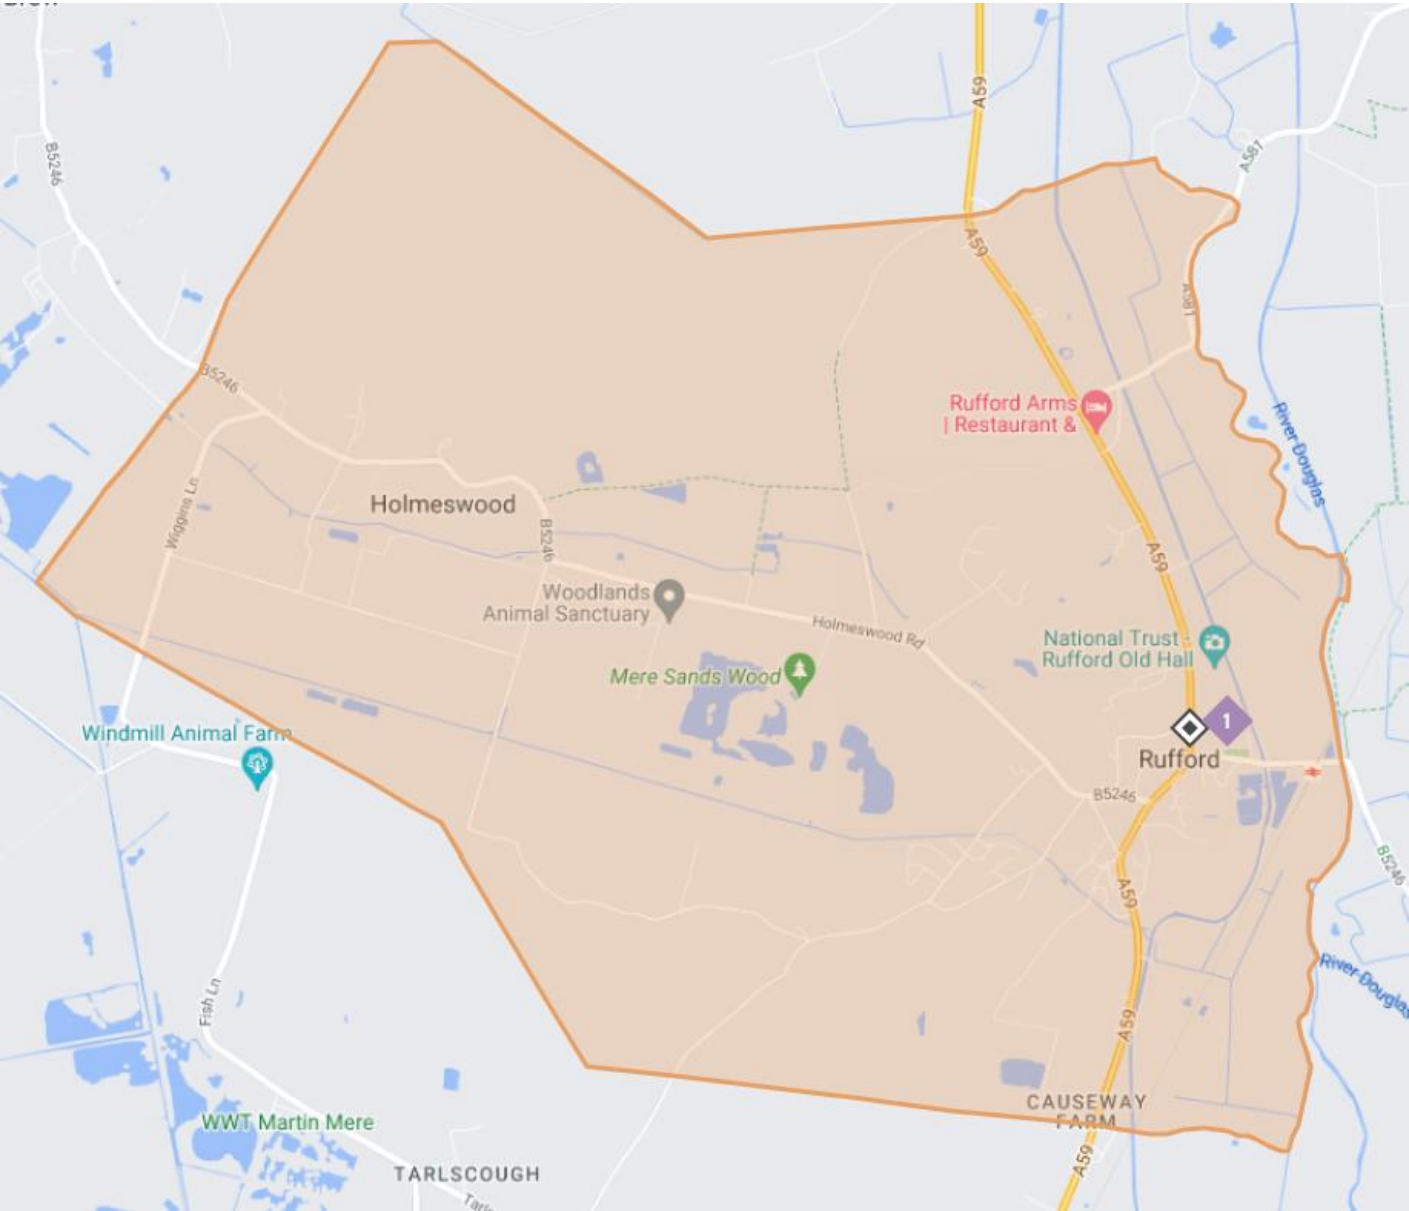 A59
B5246
A581
A59
A581
B5246
Rufford Arms
| Restaurant &
River Douglas
Wiggins Ln
Holmeswood
B5246
A59
Woodlands
Animal Sanctuary
Holmeswood Rd
National Trust -
Rufford Old Hall
Mere Sands Wood
1
Windmill Animal Farm
Rufford
B5246
B5246
A59
River Douglas
Fish Ln
A59
CAUSEWAY
FARM
WWT Martin Mere
A59
TARLSCOUGH